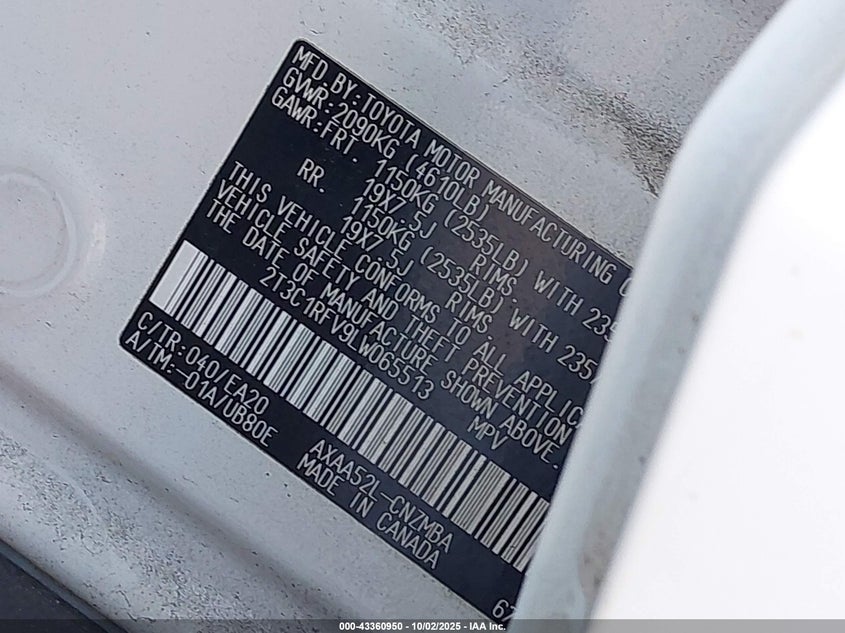 MFD. BY: TOYOTA MOTOR MANUFACTURING
GVWR: 2090KG (4610LB)
GAWR: FRT. 1150KG (2535LB) WITH
19X7.5J RIMS.
RR. 1150KG (2535LB) WITH
19X7.5J RIMS.
THIS VEHICLE CONFORMS TO ALL
VEHICLE SAFETY AND THEFT PREVENTION
THE DATE OF MANUFACTURE SHOWN ABOVE.
2T3C1RFV9LW065513 MPV
C/TR: 040/EA20
A/TM: -01A/UB80E
AXAA52L-CNZMBA
MADE IN CANADA
000-43360950 - 10/02/2025 - IAA Inc.